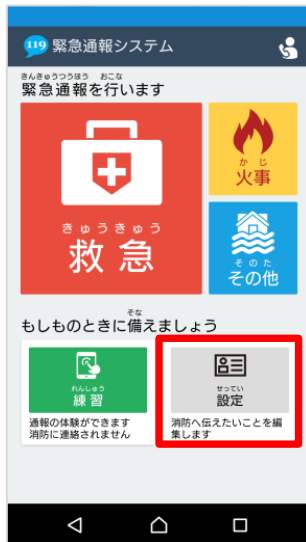 119 緊急通報システム
きんきゅうつうほう おこな
緊急通報を行います
きゅうきゅう
救急
かじ
火事
そのた
その他
そな
もしものときに備えましょう
れんしゅう
練習
通報の体験ができます
消防に連絡されません
せってい
設定
消防へ伝えたいことを編
集します